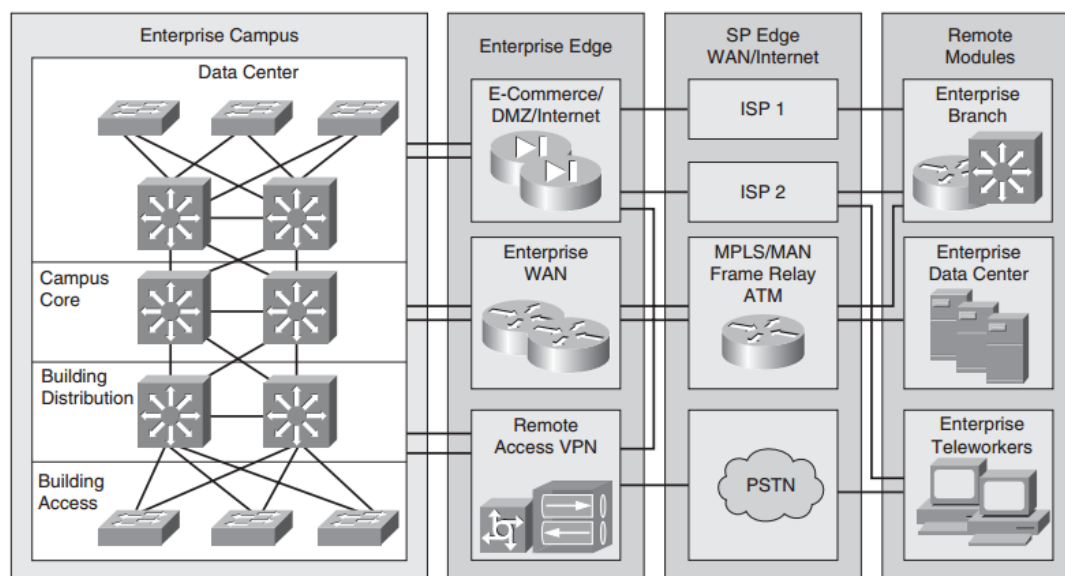 Enterprise Campus
Data Center
Campus
Core
Building
Distribution
Building
Access
Enterprise Edge
E-Commerce/
DMZ/Internet
Enterprise
WAN
Remote
Access VPN
SP Edge
WAN/Internet
ISP 1
ISP 2
MPLS/MAN
Frame Relay
ATM
PSTN
Remote
Modules
Enterprise
Branch
Enterprise
Data Center
Enterprise
Teleworkers